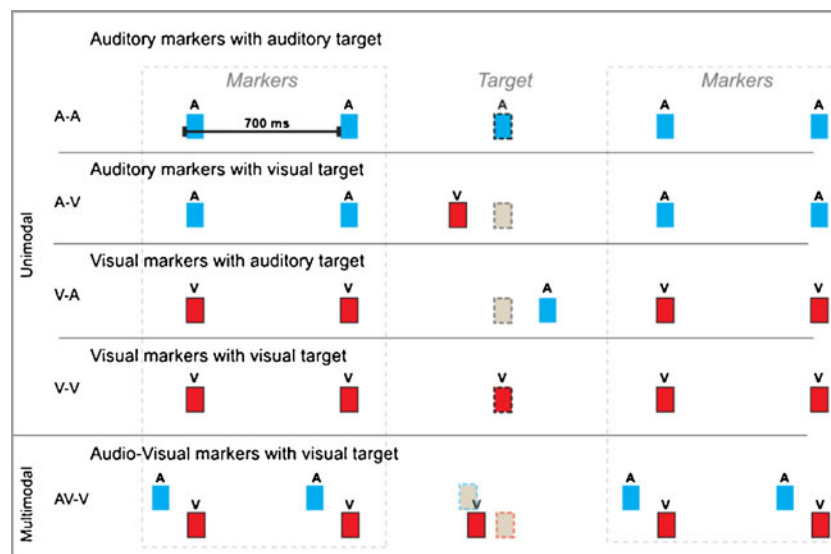 Auditory markers with auditory target
Markers Target Markers
A A A A A
A-A
700 ms
Auditory markers with visual target
V
A A A A
A-V
Visual markers with auditory target
V V A V V
V-A
Visual markers with visual target
V V V V V
V-V
Unimodal
Audio-Visual markers with visual target
A A A A
AV-V
V V V V V
Multimodal